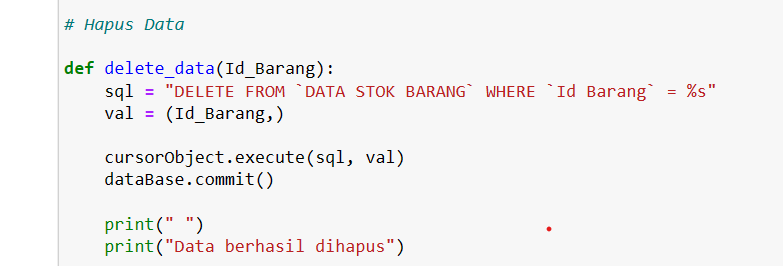 # Hapus Data
def delete_data(Id_Barang):
    sql = "DELETE FROM `DATA STOK BARANG` WHERE `Id Barang` = %s"
    val = (Id_Barang,)
    cursorObject.execute(sql, val)
    dataBase.commit()
    print(" ")
    print("Data berhasil dihapus")